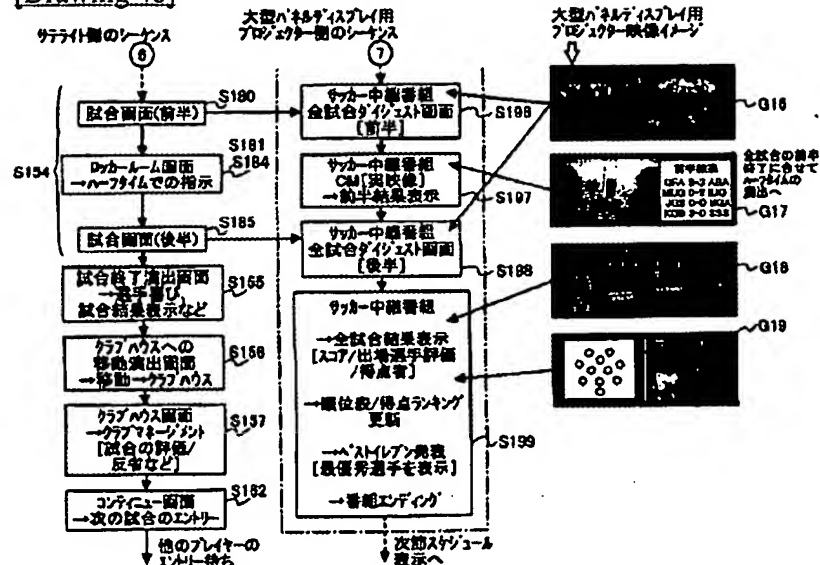 サテライト側のシーケンス
6
S154
S180
試合画面(前半)
S181
S184
ロッカールーム画面
→ハーフタイムでの指示
S185
試合画面(後半)
試合終了演出画面
→選手喜び
試合結果表示など
S155
クラブハウスへの
移動演出画面
→移動→クラブハウス
S156
クラブハウス画面
→クラブマネージメント
[試合の評価/
反省など]
S157
コンティニュー画面
→次の試合のエントリー
S162
他のプレイヤーの
エントリー待ち
大型パネルディスプレイ用
プロジェクター側のシーケンス
7
サッカー中継番組
全試合ダイジェスト画面
[前半]
S196
サッカー中継番組
→前半結果表示
S197
サッカー中継番組
全試合ダイジェスト画面
[後半]
S198
サッカー中継番組
→全試合結果表示
[スコア/出場選手評価
/得点者]
→順位表/得点ランキング
更新
→ベストイレブン発表
[最優秀選手を表示]
→番組エンディング
S199
次節スケジュール
表示へ
大型パネルディスプレイ用
プロジェクター映像イメージ
G16
全試合の前半
終了に合せて
ハーフタイムの
演出へ
G17
G18
G19